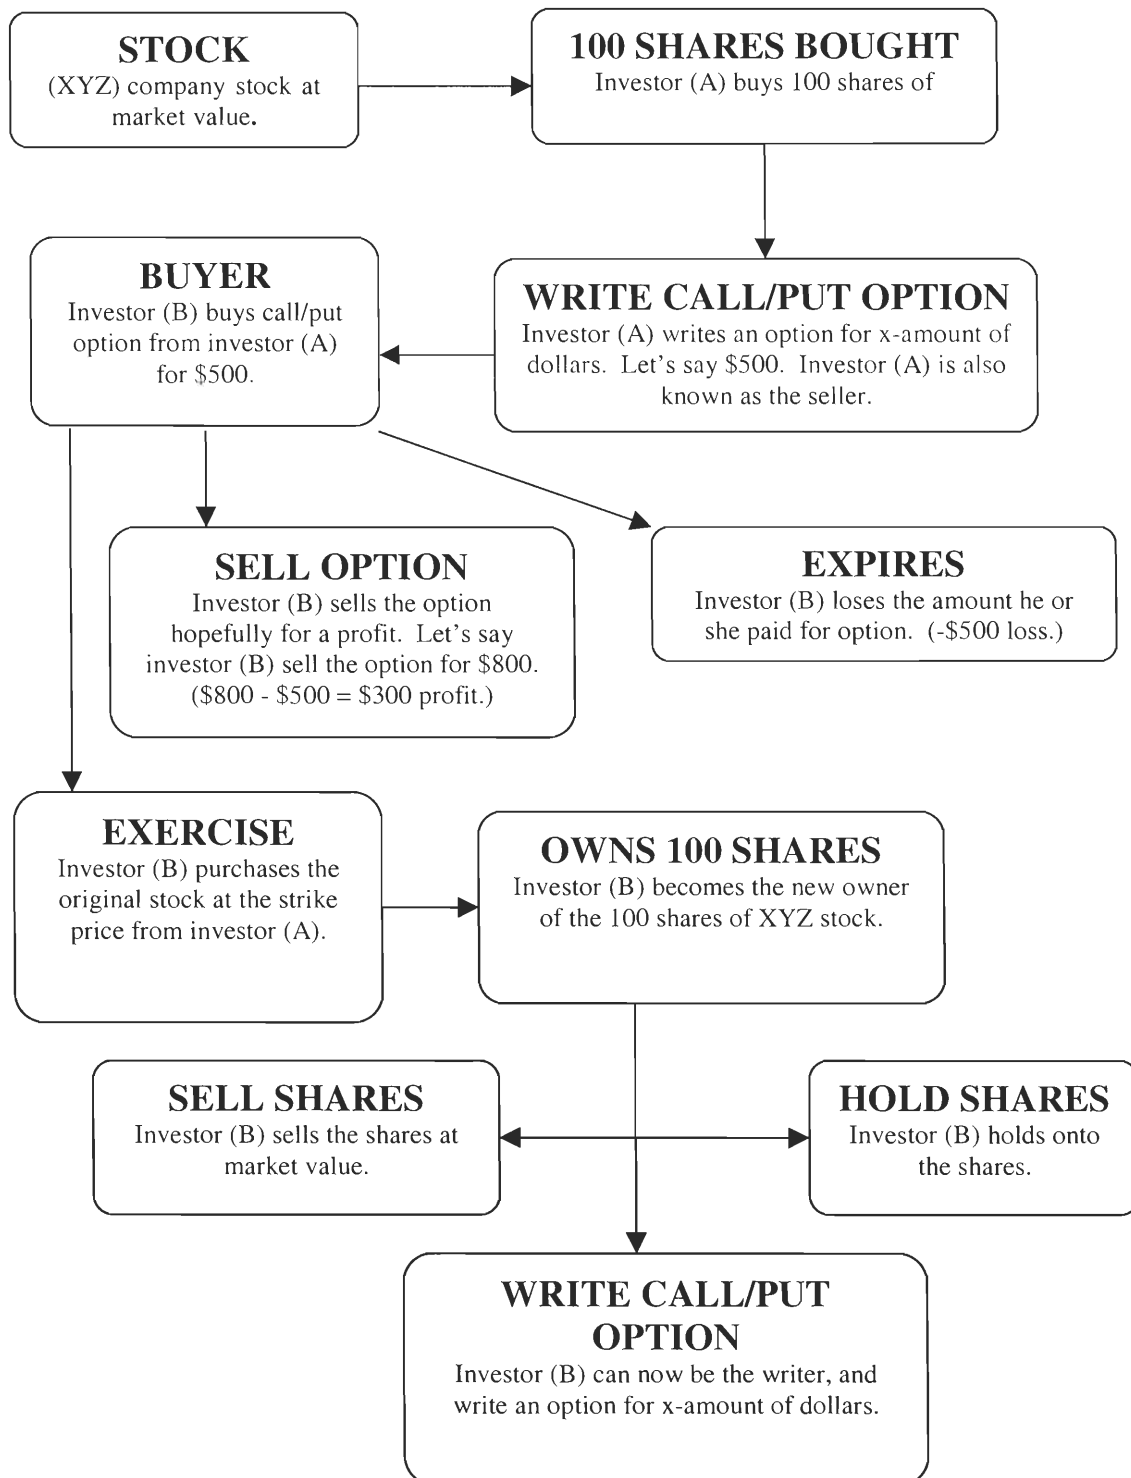 STOCK
(XYZ) company stock at
market value.
100 SHARES BOUGHT
Investor (A) buys 100 shares of
BUYER
Investor (B) buys call/put
option from investor (A)
for $500.
WRITE CALL/PUT OPTION
Investor (A) writes an option for x-amount of
dollars. Let's say $500. Investor (A) is also
known as the seller.
SELL OPTION
Investor (B) sells the option
hopefully for a profit. Let's say
investor (B) sell the option for $800.
($800 - $500 = $300 profit.)
EXPIRES
Investor (B) loses the amount he or
she paid for option. (-$500 loss.)
EXERCISE
Investor (B) purchases the
original stock at the strike
price from investor (A).
OWNS 100 SHARES
Investor (B) becomes the new owner
of the 100 shares of XYZ stock.
SELL SHARES
Investor (B) sells the shares at
market value.
HOLD SHARES
Investor (B) holds onto
the shares.
WRITE CALL/PUT
OPTION
Investor (B) can now be the writer, and
write an option for x-amount of dollars.